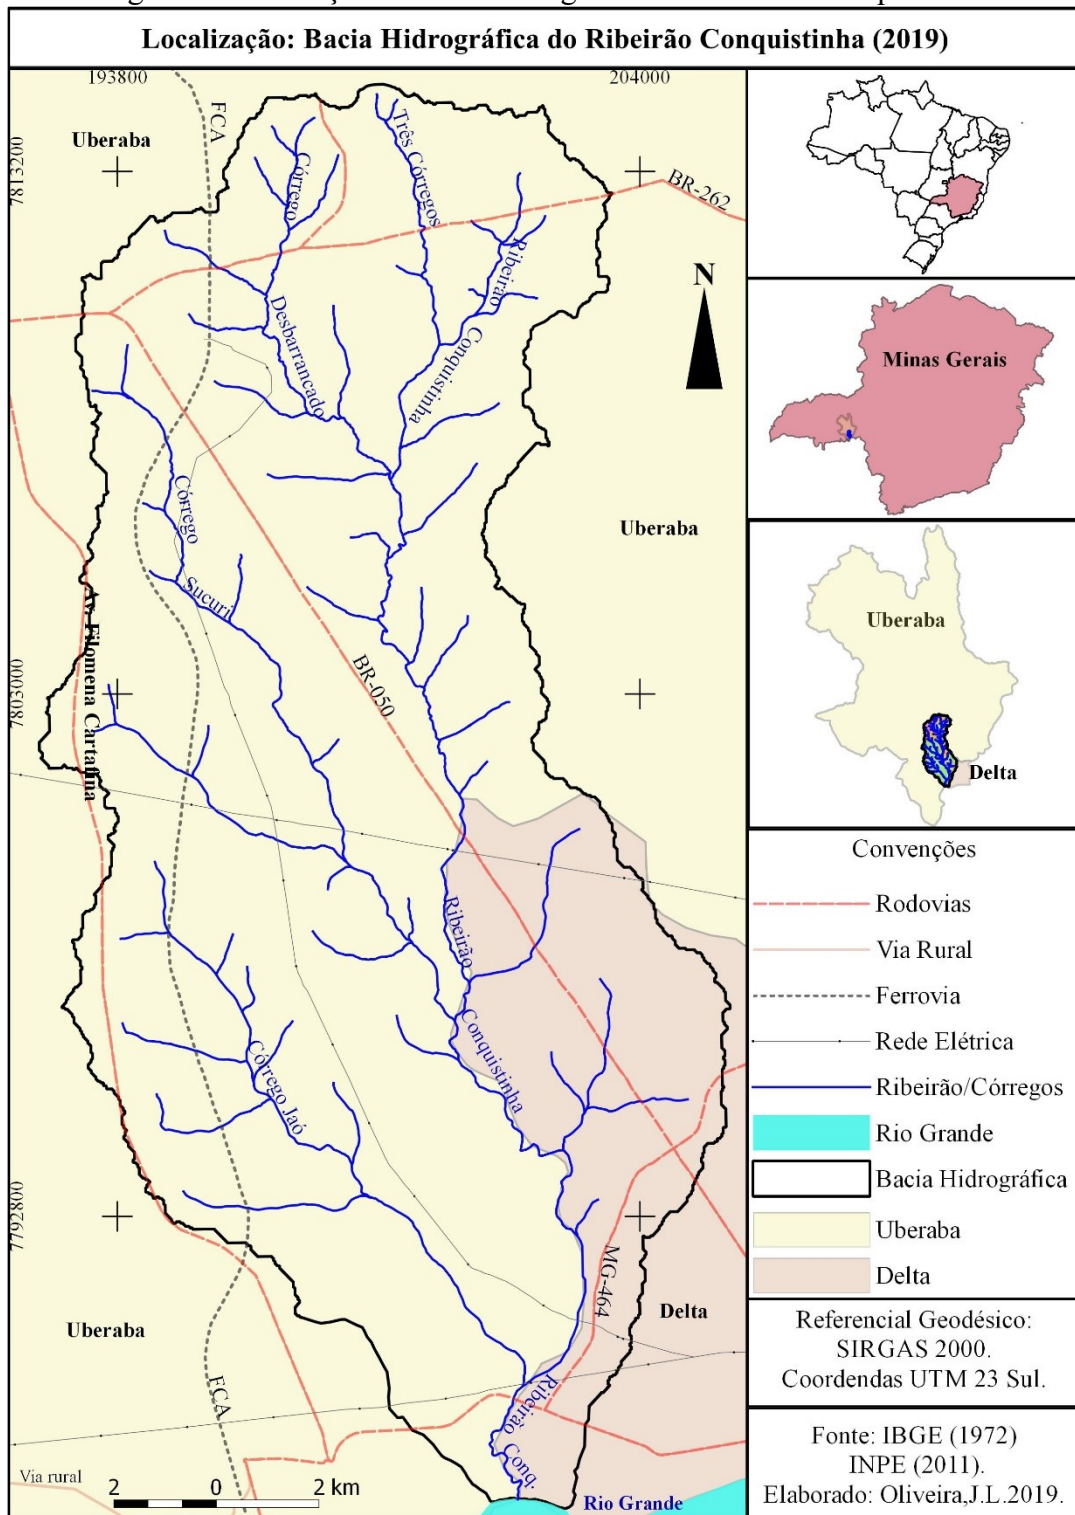 Localização: Bacia Hidrográfica do Ribeirão Conquistinha (2019)
193800
204000
7813200
7803000
7792800
FCA
Uberaba
Córrego
Três Córregos
BR-262
Ribeirao
Conquistinha
Desbarrancado
N
Córrego
Sucuri
Uberaba
Av. Filomena Cartafina
BR-050
Ribeirão
Conquistinha
Córrego Jaó
MG-464
Uberaba
Delta
FCA
Ribeirão
Conq.
Via rural
2 0 2 km
Rio Grande
Minas Gerais
Uberaba
Delta
Convenções
Rodovias
Via Rural
Ferrovia
Rede Elétrica
Ribeirão/Córregos
Rio Grande
Bacia Hidrográfica
Uberaba
Delta
Referencial Geodésico:
SIRGAS 2000.
Coordendas UTM 23 Sul.
Fonte: IBGE (1972)
INPE (2011).
Elaborado: Oliveira,J.L.2019.